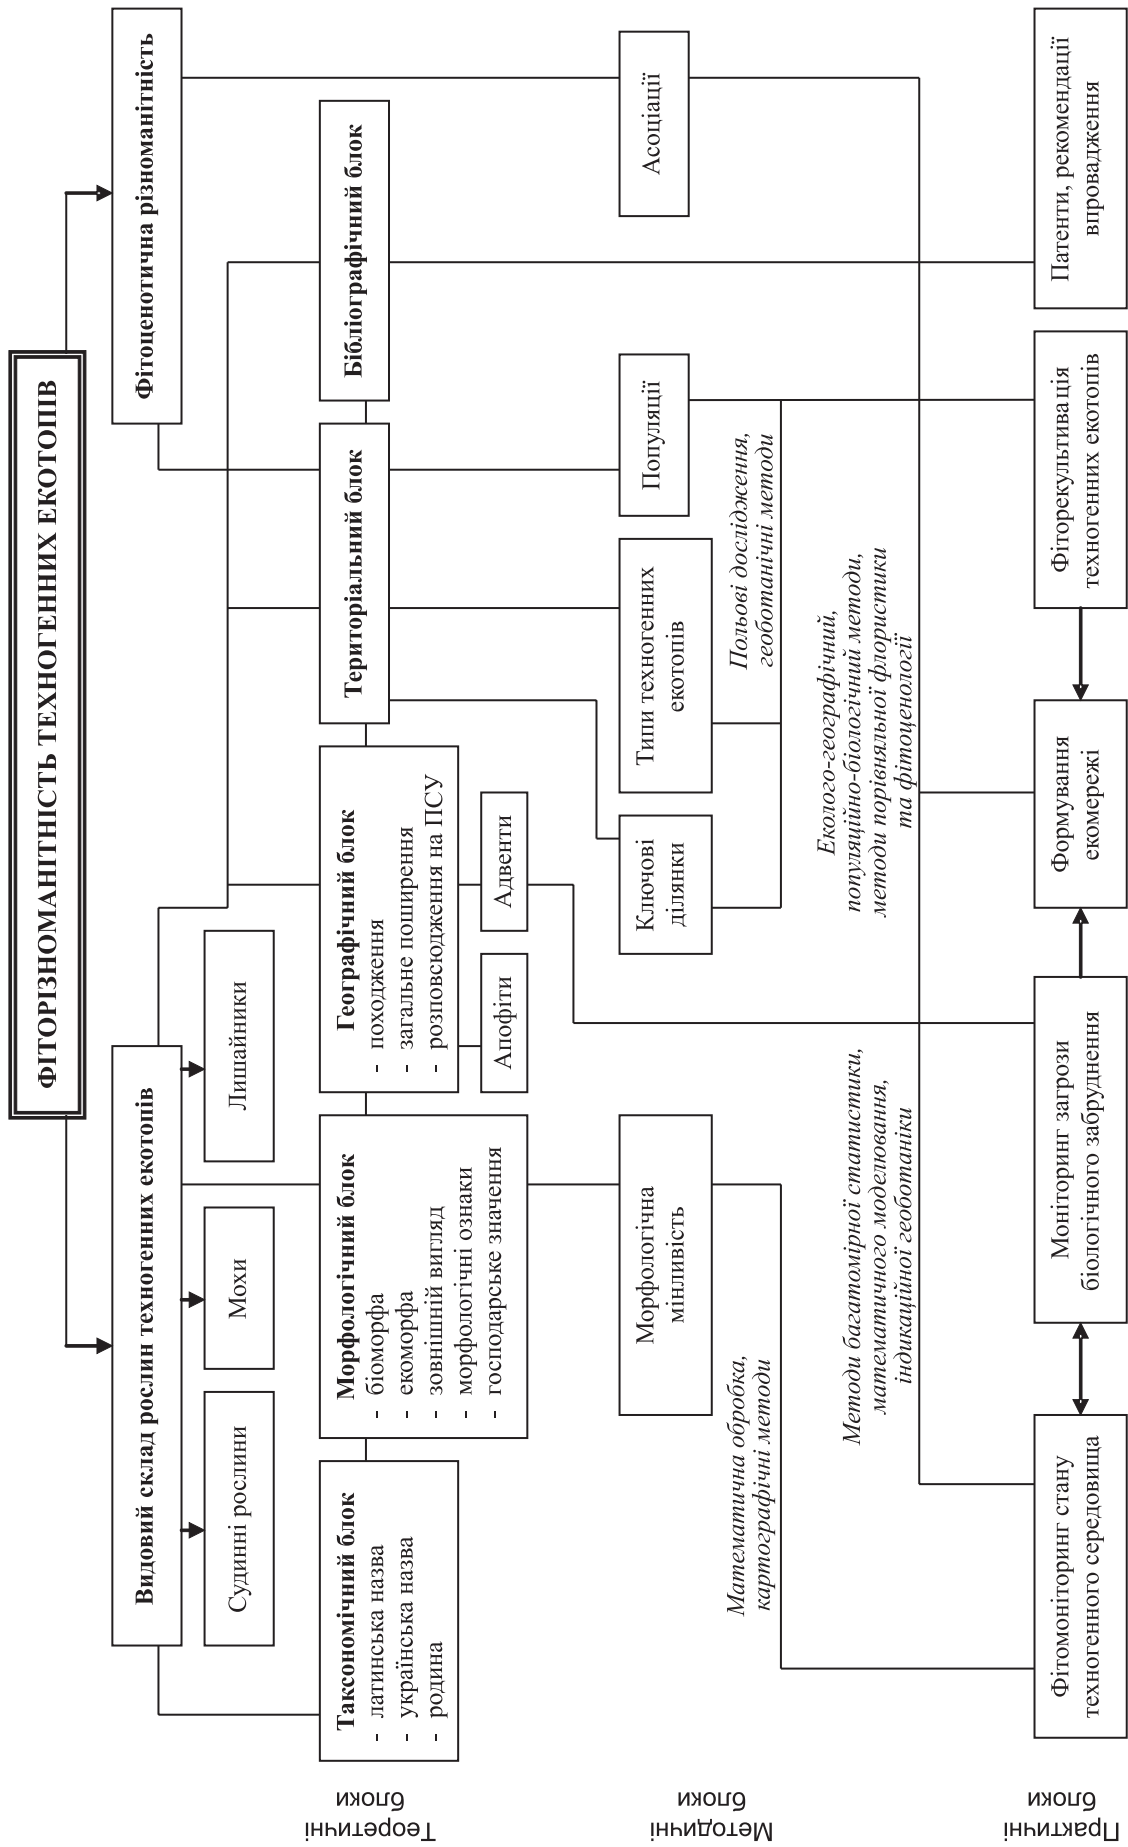 ФІТОРІЗНОМАНІТНІСТЬ ТЕХНОГЕННИХ ЕКОТОПІВ
Видовий склад рослин техногенних екотопів
Фітоценотична різноманітність
Судинні рослини
Мохи
Лишайники
Теоретичні
блоки
Таксономічний блок
- латинська назва
- українська назва
- родина
Морфологічний блок
- біоморфа
- екоморфа
- зовнішній вигляд
- морфологічні ознаки
- господарське значення
Географічний блок
- походження
- загальне поширення
- розповсюдження на ПСУ
Територіальний блок
Бібліографічний блок
Апофіти
Адвенти
Методичні
блоки
Морфологічна
мінливість
Ключові
ділянки
Типи техногенних
екотопів
Популяції
Асоціації
Математична обробка,
картографічні методи
Польові дослідження,
геоботанічні методи
Методи багатомірної статистики,
математичного моделювання,
індикаційної геоботаніки
Еколого-географічний,
популяційно-біологічний методи,
методи порівняльної флористики
та фітоценології
Практичні
блоки
Фітомоніторинг стану
техногенного середовища
Моніторинг загрози
біологічного забруднення
Формування
екомережі
Фіторекультивація
техногенних екотопів
Патенти, рекомендації
впровадження